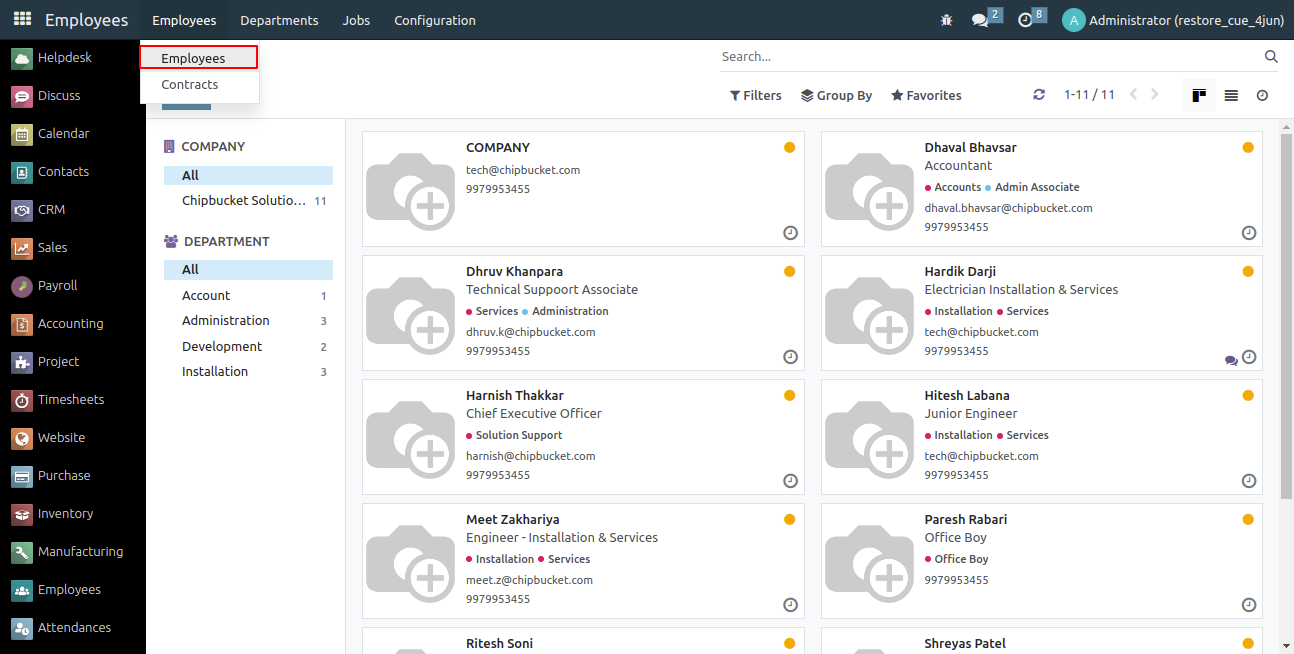 Employees
Employees
Departments
Jobs
Configuration
2
8
A
Administrator (restore_cue_4jun)
Employees
Contracts
Search...
Filters
Group By
Favorites
1-11 / 11
Helpdesk
Discuss
Calendar
Contacts
CRM
Sales
Payroll
Accounting
Project
Timesheets
Website
Purchase
Inventory
Manufacturing
Employees
Attendances
COMPANY
All
Chipbucket Solutio... 11
DEPARTMENT
All
Account 1
Administration 3
Development 2
Installation 3
COMPANY
tech@chipbucket.com
9979953455
Dhaval Bhavsar
Accountant
Accounts Admin Associate
dhaval.bhavsar@chipbucket.com
9979953455
Dhruv Khanpara
Technical Suppoort Associate
Services Administration
dhruv.k@chipbucket.com
9979953455
Hardik Darji
Electrician Installation & Services
Installation Services
tech@chipbucket.com
9979953455
Harnish Thakkar
Chief Executive Officer
Solution Support
harnish@chipbucket.com
9979953455
Hitesh Labana
Junior Engineer
Installation Services
tech@chipbucket.com
9979953455
Meet Zakhariya
Engineer - Installation & Services
Installation Services
meet.z@chipbucket.com
9979953455
Paresh Rabari
Office Boy
Office Boy
9979953455
Ritesh Soni
Shreyas Patel